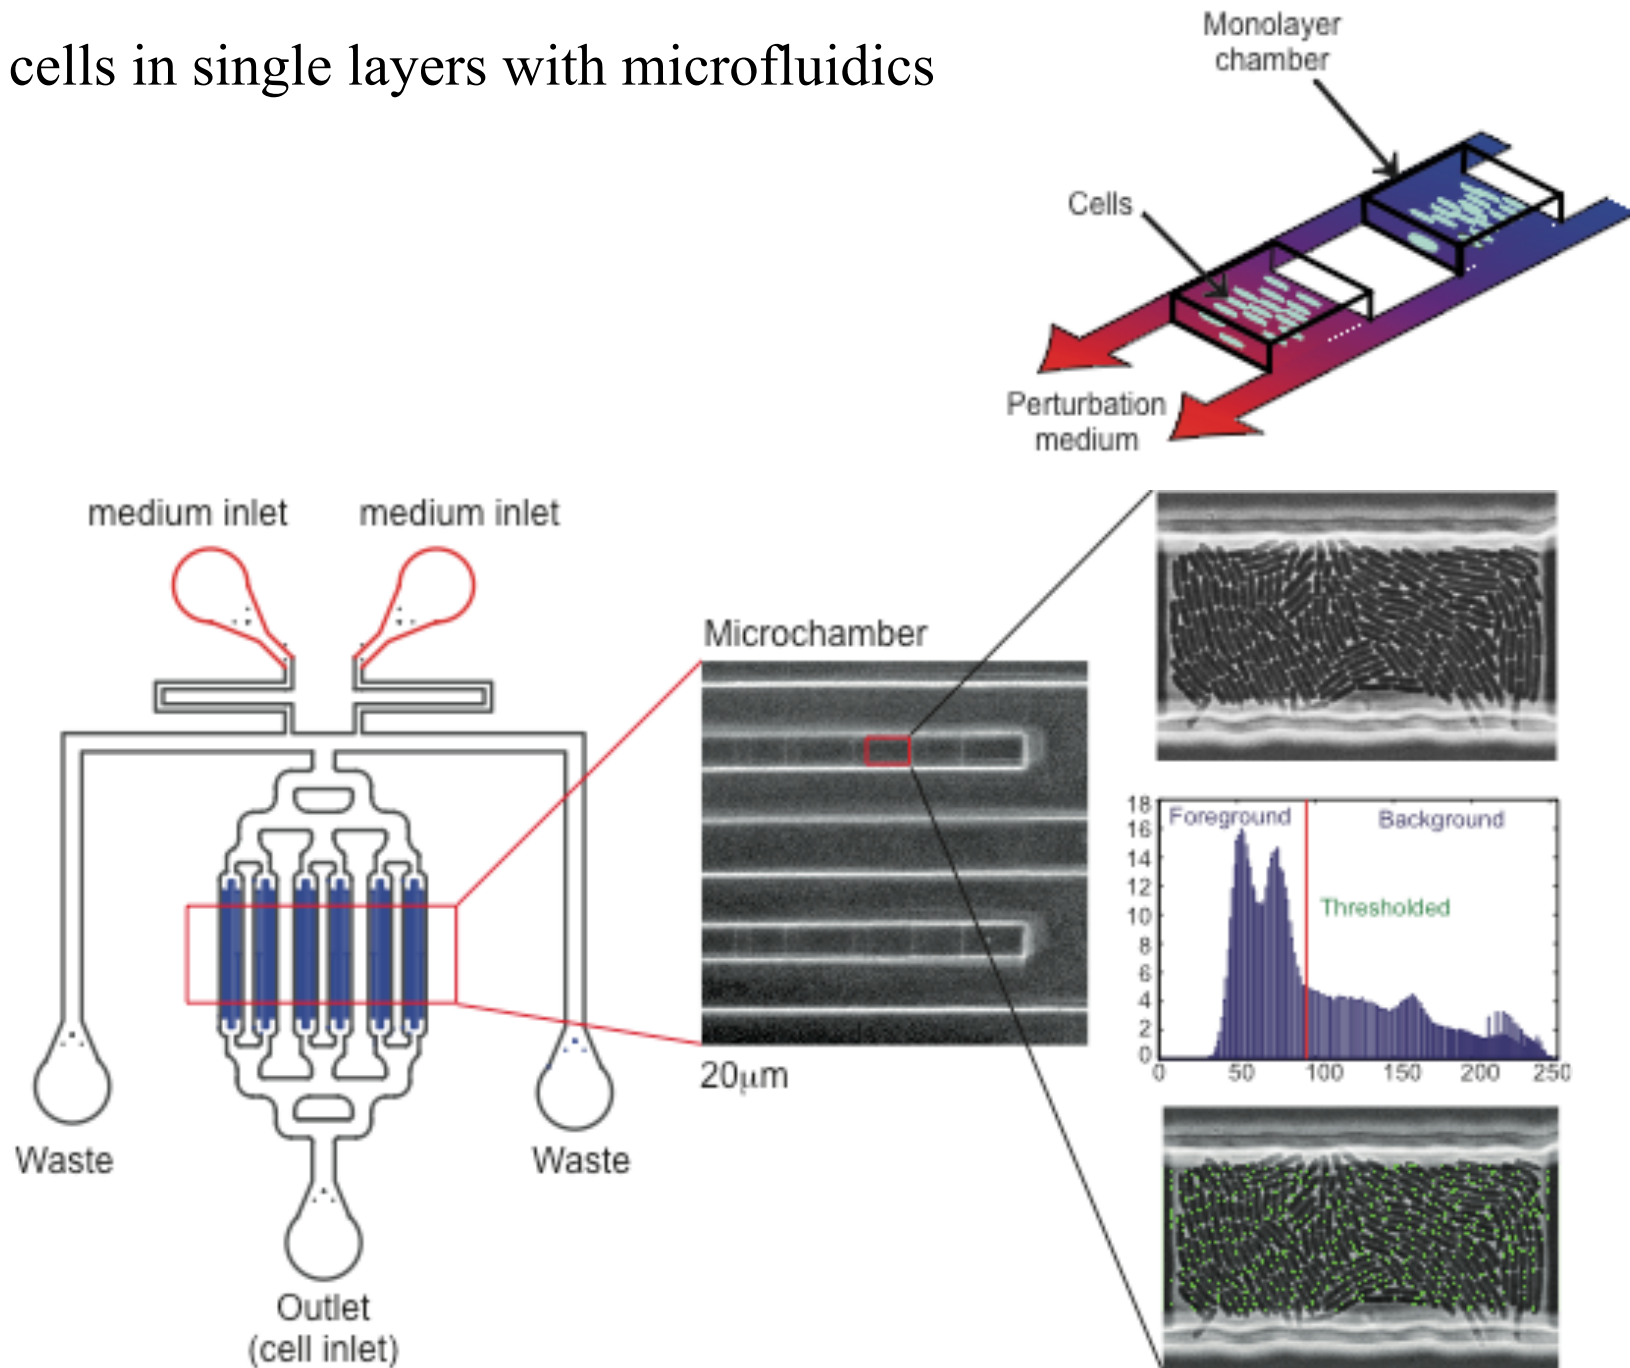 cells in single layers with microfluidics
Monolayer
chamber
Cells
Perturbation
medium
medium inlet
medium inlet
Microchamber
20μm
Waste
Waste
Outlet
(cell inlet)
18
16
14
12
10
8
6
4
2
0
Foreground
Background
Thresholded
0
50
100
150
200
250